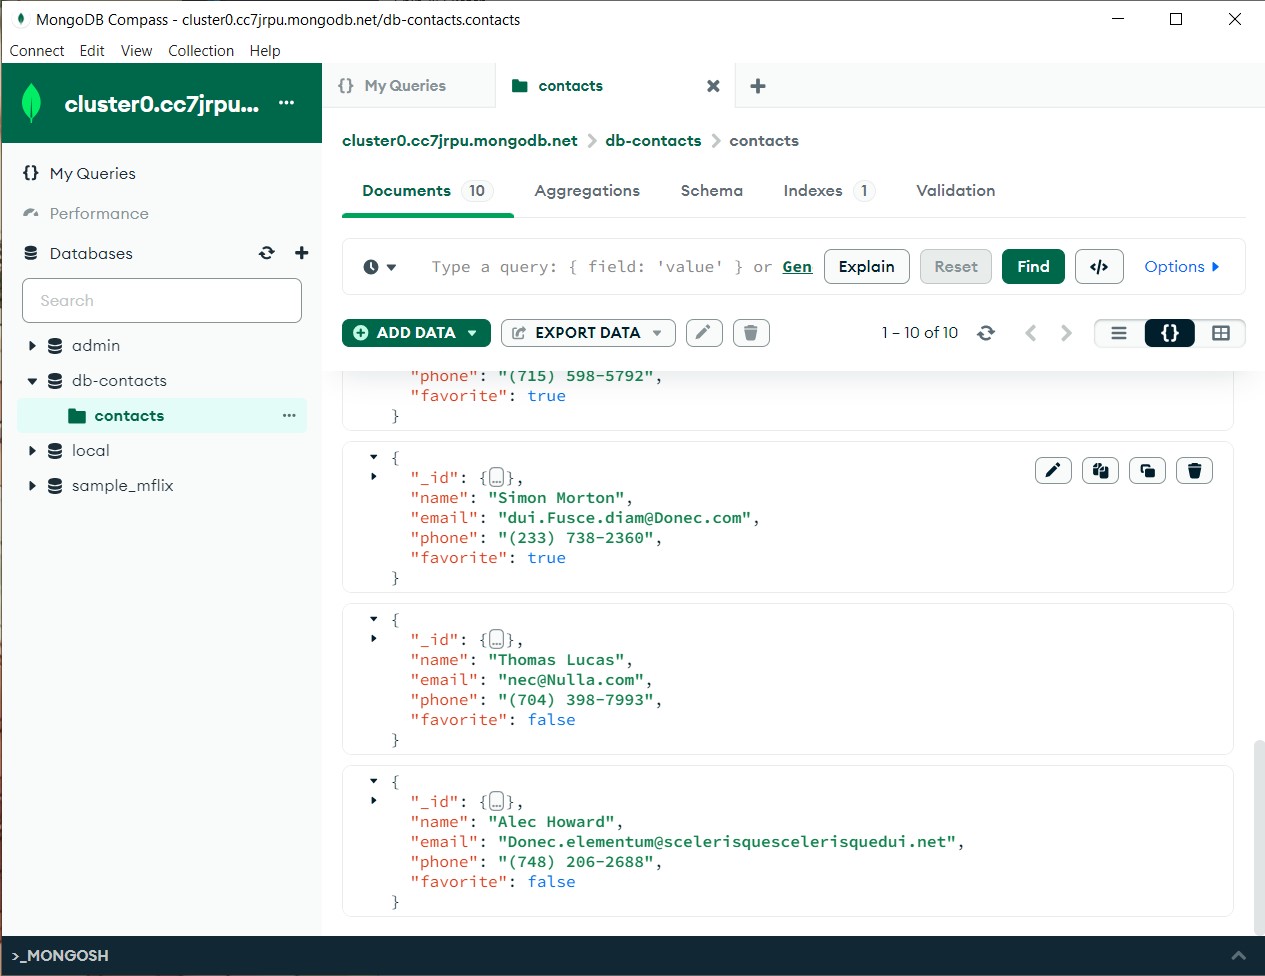 MongoDB Compass - cluster0.cc7jrpu.mongodb.net/db-contacts.contacts
Connect Edit View Collection Help
cluster0.cc7jrpu... ...
My Queries
Performance
Databases
Search
admin
db-contacts
contacts ...
local
sample_mflix
{} My Queries
contacts
cluster0.cc7jrpu.mongodb.net > db-contacts > contacts
Documents 10 Aggregations Schema Indexes 1 Validation
Type a query: { field: 'value' } or Gen Explain Reset Find </> Options
ADD DATA EXPORT DATA 1 – 10 of 10 {}
"phone": "(715) 598-5792",
"favorite": true
}
{
"_id": {…},
"name": "Simon Morton",
"email": "dui.Fusce.diam@Donec.com",
"phone": "(233) 738-2360",
"favorite": true
}
{
"_id": {…},
"name": "Thomas Lucas",
"email": "nec@Nulla.com",
"phone": "(704) 398-7993",
"favorite": false
}
{
"_id": {…},
"name": "Alec Howard",
"email": "Donec.elementum@scelerisquescelerisquedui.net",
"phone": "(748) 206-2688",
"favorite": false
}
>_MONGOSH